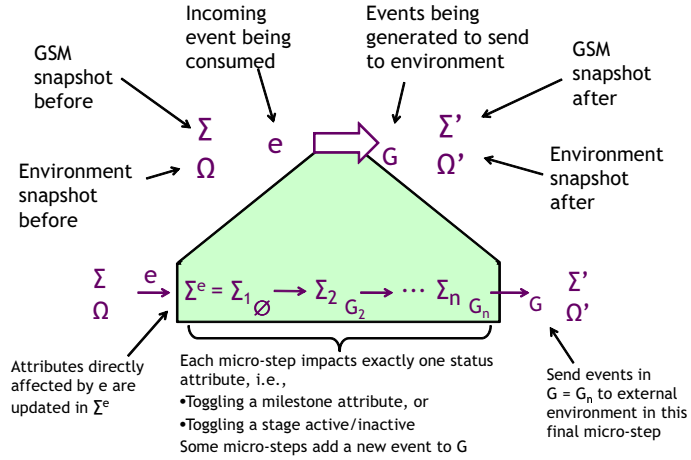 Incoming
event being
consumed
Events being
generated to send
to environment
GSM
snapshot
before
GSM
snapshot
after
Σ
e
G
Σ’
Ω
Ω’
Environment
snapshot
before
Environment
snapshot
after
Σ
Ω
e
Σᵉ = Σ₁ ∅ Σ₂ G₂ ··· Σₙ Gₙ
G
Σ’
Ω’
Attributes directly
affected by e are
updated in Σᵉ
Each micro-step impacts exactly one status
attribute, i.e.,
•Toggling a milestone attribute, or
•Toggling a stage active/inactive
Some micro-steps add a new event to G
Send events in
G = Gₙ to external
environment in this
final micro-step